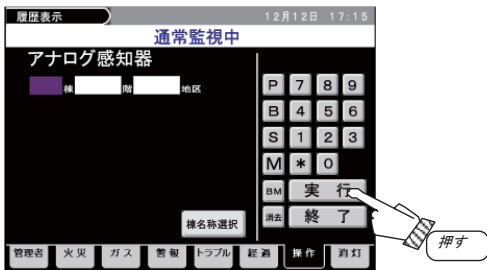 履歴表示
12月12日 17:15
通常監視中
アナログ感知器
棟 階 地区
P 7 8 9
B 4 5 6
S 1 2 3
M * 0
BM 実 行
棟名称選択 消去 終 了
押す
管理者 火災 ガス 警報 トラブル 経過 操作 消灯